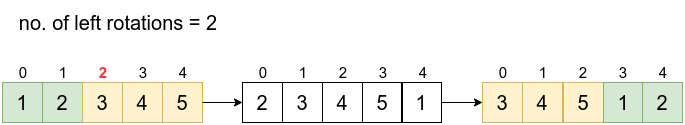 no. of left rotations = 2
0 1 2 3 4 0 1 2 3 4 0 1 2 3 4
1 2 3 4 5 2 3 4 5 1 3 4 5 1 2